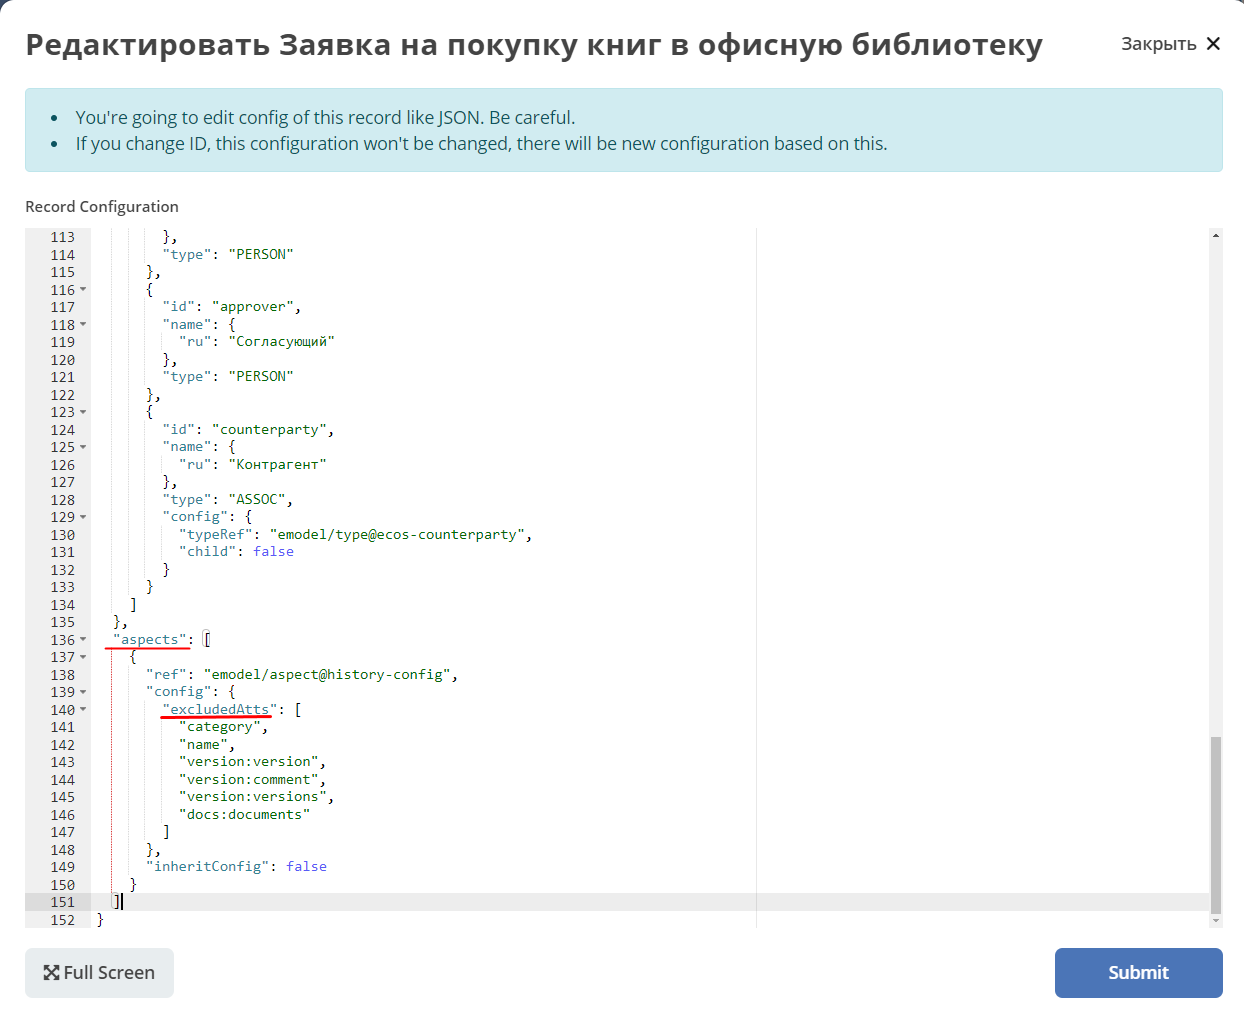 Редактировать Заявка на покупку книг в офисную библиотеку
Закрыть ✕
• You're going to edit config of this record like JSON. Be careful.
• If you change ID, this configuration won't be changed, there will be new configuration based on this.
Record Configuration
113 },
114 "type": "PERSON"
115 },
116 {
117 "id": "approver",
118 "name": {
119 "ru": "Согласующий"
120 },
121 "type": "PERSON"
122 },
123 {
124 "id": "counterparty",
125 "name": {
126 "ru": "Контрагент"
127 },
128 "type": "ASSOC",
129 "config": {
130 "typeRef": "emodel/type@ecos-counterparty",
131 "child": false
132 }
133 }
134 ]
135 },
136 "aspects": [
137 {
138 "ref": "emodel/aspect@history-config",
139 "config": {
140 "excludedAtts": [
141 "category",
142 "name",
143 "version:version",
144 "version:comment",
145 "version:versions",
146 "docs:documents"
147 ]
148 },
149 "inheritConfig": false
150 }
151 ]
152 }
Full Screen
Submit